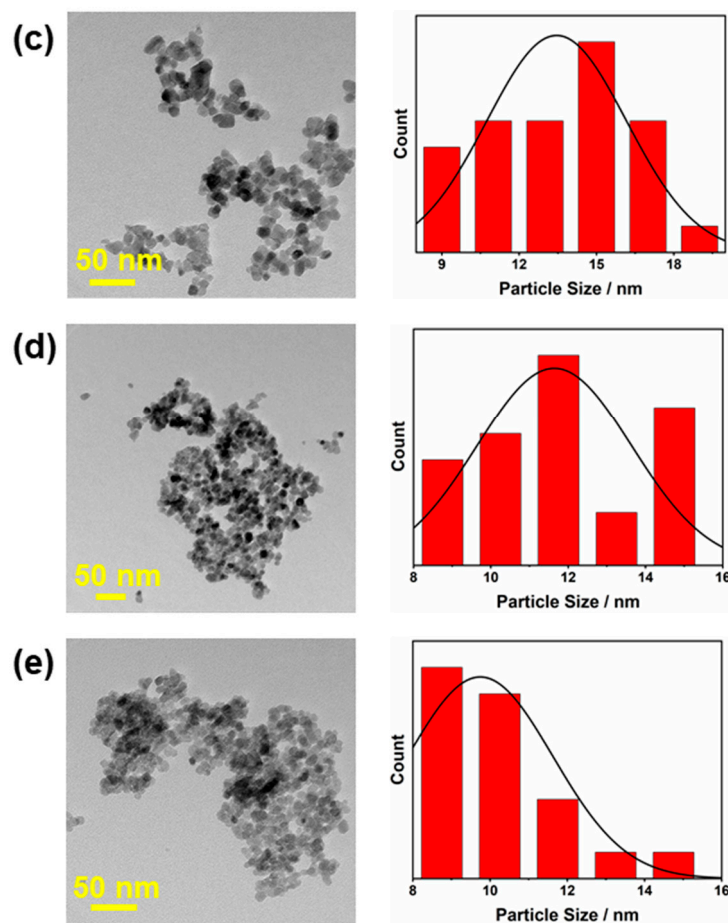 (c)
50 nm
Count
9 12 15 18
Particle Size / nm
(d)
50 nm
Count
8 10 12 14 16
Particle Size / nm
(e)
50 nm
Count
8 10 12 14 16
Particle Size / nm